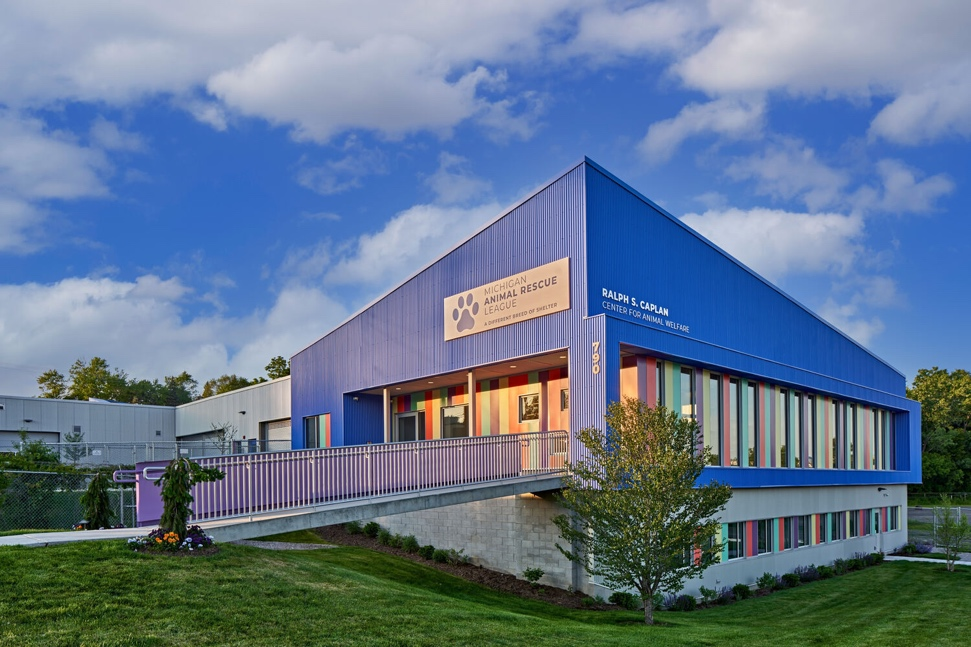 MICHIGAN
ANIMAL RESCUE
LEAGUE
A DIFFERENT BREED OF SHELTER
RALPH S. CAPLAN
CENTER FOR ANIMAL WELFARE
790